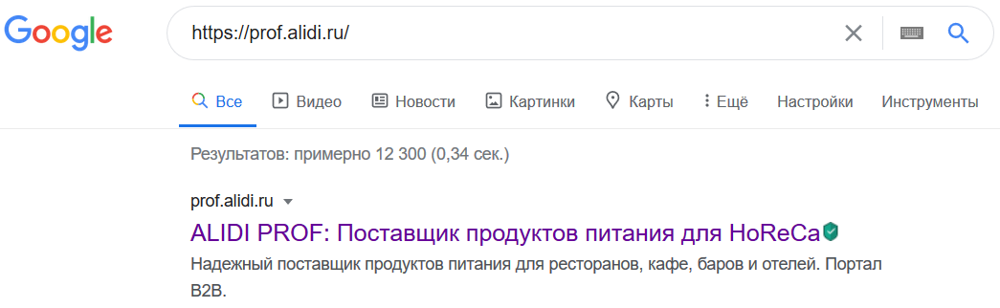 Google
https://prof.alidi.ru/
Все Видео Новости Картинки Карты Ещё Настройки Инструменты
Результатов: примерно 12 300 (0,34 сек.)
prof.alidi.ru
ALIDI PROF: Поставщик продуктов питания для HoReCa
Надежный поставщик продуктов питания для ресторанов, кафе, баров и отелей. Портал
B2B.